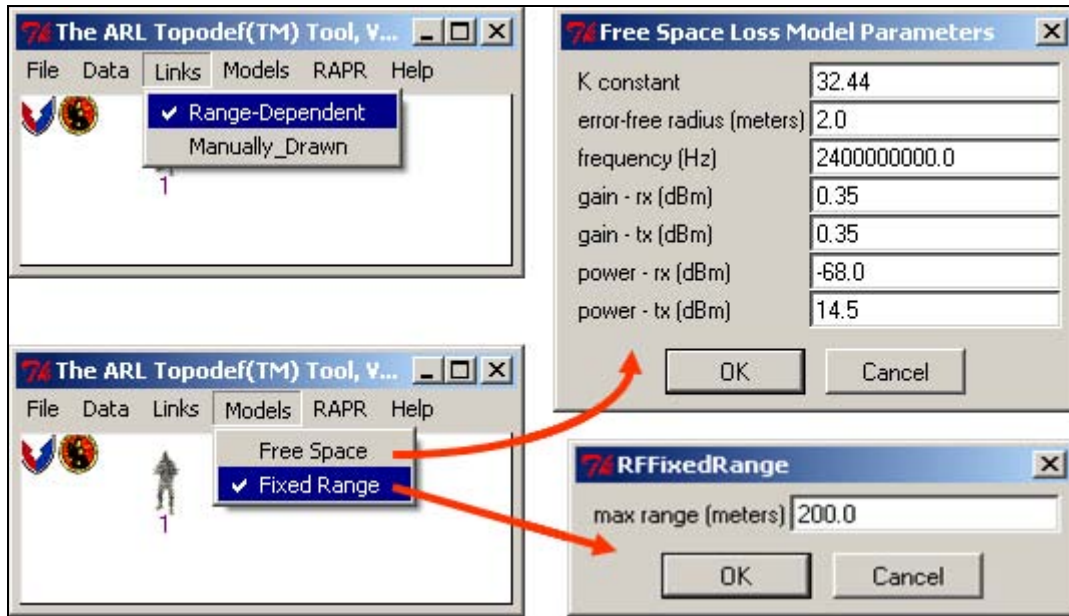 The ARL Topodef(TM) Tool, V...
File Data Links Models RAPR Help
Range-Dependent
Manually_Drawn
1
Free Space Loss Model Parameters
K constant 32.44
error-free radius (meters) 2.0
frequency (Hz) 2400000000.0
gain - rx (dBm) 0.35
gain - tx (dBm) 0.35
power - rx (dBm) -68.0
power - tx (dBm) 14.5
OK Cancel
The ARL Topodef(TM) Tool, V...
File Data Links Models RAPR Help
Free Space
Fixed Range
1
RFFixedRange
max range (meters) 200.0
OK Cancel